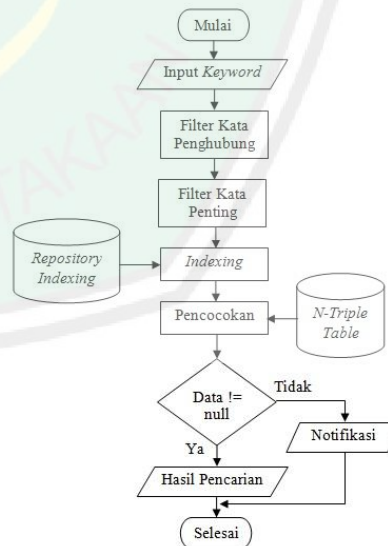 Mulai
Input Keyword
Filter Kata
Penghubung
Filter Kata
Penting
Repository
Indexing
Indexing
Pencocokan
N-Triple
Table
Data !=
null
Tidak
Ya
Notifikasi
Hasil Pencarian
Selesai
TAKAAN